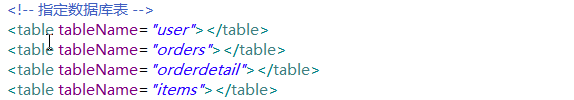 <!-- 指定数据库表 -->
<table tableName="user"></table>
<table tableName="orders"></table>
<table tableName="orderdetail"></table>
<table tableName="items"></table>